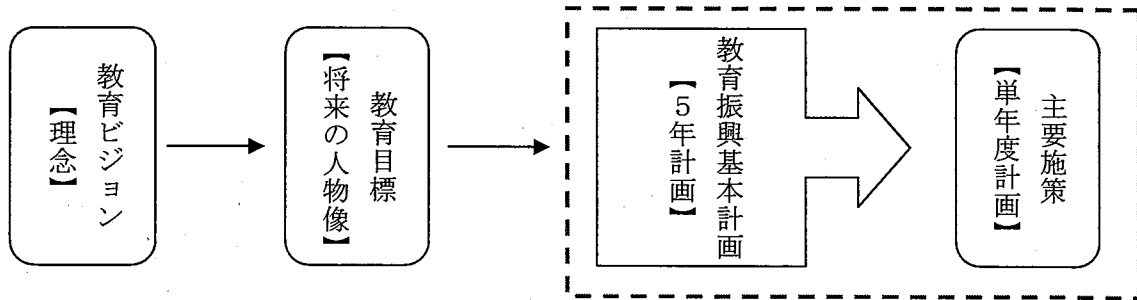 教育ビジョン
【理念】
教育目標
【将来の人物像】
教育振興基本計画
【５年計画】
主要施策
【単年度計画】